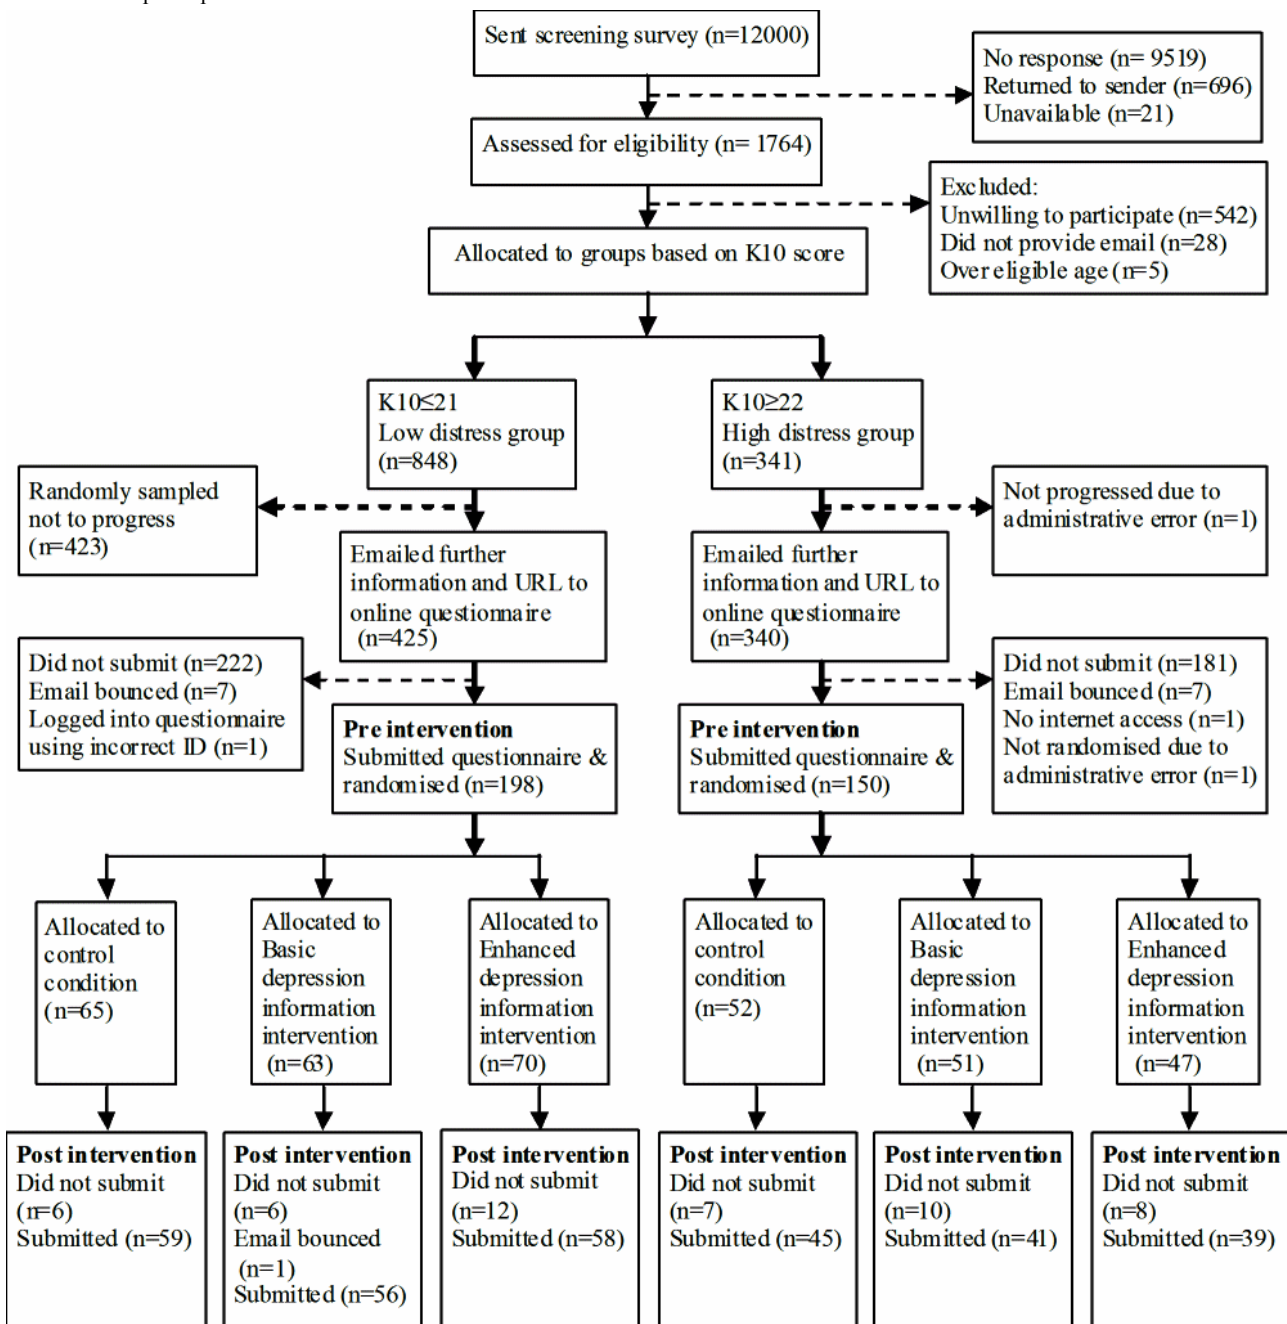 Sent screening survey (n=12000)
No response (n= 9519)
Returned to sender (n=696)
Unavailable (n=21)
Assessed for eligibility (n= 1764)
Excluded:
Unwilling to participate (n=542)
Did not provide email (n=28)
Over eligible age (n=5)
Allocated to groups based on K10 score
K10≤21
Low distress group
(n=848)
K10≥22
High distress group
(n=341)
Randomly sampled
not to progress
(n=423)
Not progressed due to
administrative error (n=1)
Emailed further
information and URL to
online questionnaire
(n=425)
Emailed further
information and URL to
online questionnaire
(n=340)
Did not submit (n=222)
Email bounced (n=7)
Logged into questionnaire
using incorrect ID (n=1)
Did not submit (n=181)
Email bounced (n=7)
No internet access (n=1)
Not randomised due to
administrative error (n=1)
Pre intervention
Submitted questionnaire &
randomised (n=198)
Pre intervention
Submitted questionnaire &
randomised (n=150)
Allocated to
control
condition
(n=65)
Allocated to
Basic
depression
information
intervention
(n=63)
Allocated to
Enhanced
depression
information
intervention
(n=70)
Allocated to
control
condition
(n=52)
Allocated to
Basic
depression
information
intervention
(n=51)
Allocated to
Enhanced
depression
information
intervention
(n=47)
Post intervention
Did not submit
(n=6)
Submitted (n=59)
Post intervention
Did not submit
(n=6)
Email bounced
(n=1)
Submitted (n=56)
Post intervention
Did not submit
(n=12)
Submitted (n=58)
Post intervention
Did not submit
(n=7)
Submitted (n=45)
Post intervention
Did not submit
(n=10)
Submitted (n=41)
Post intervention
Did not submit
(n=8)
Submitted (n=39)